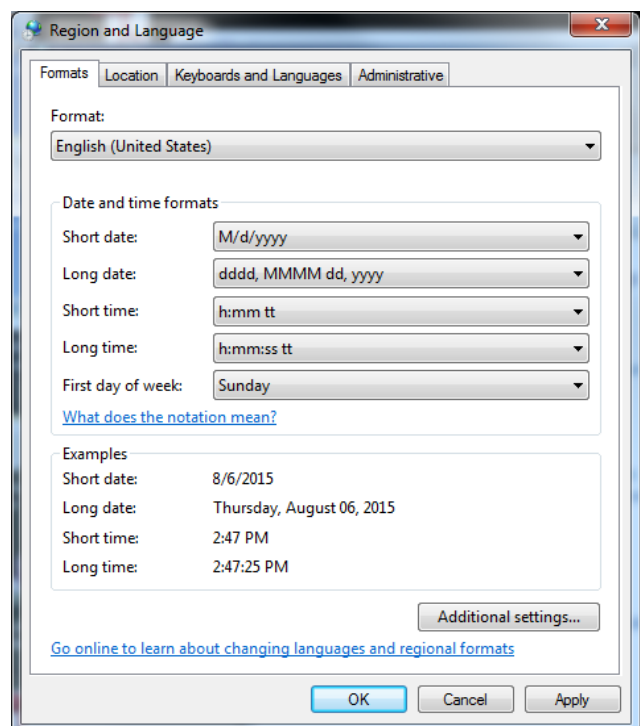 Region and Language
Formats Location Keyboards and Languages Administrative
Format:
English (United States)
Date and time formats
Short date: M/d/yyyy
Long date: dddd, MMMM dd, yyyy
Short time: h:mm tt
Long time: h:mm:ss tt
First day of week: Sunday
What does the notation mean?
Examples
Short date: 8/6/2015
Long date: Thursday, August 06, 2015
Short time: 2:47 PM
Long time: 2:47:25 PM
Additional settings...
Go online to learn about changing languages and regional formats
OK Cancel Apply